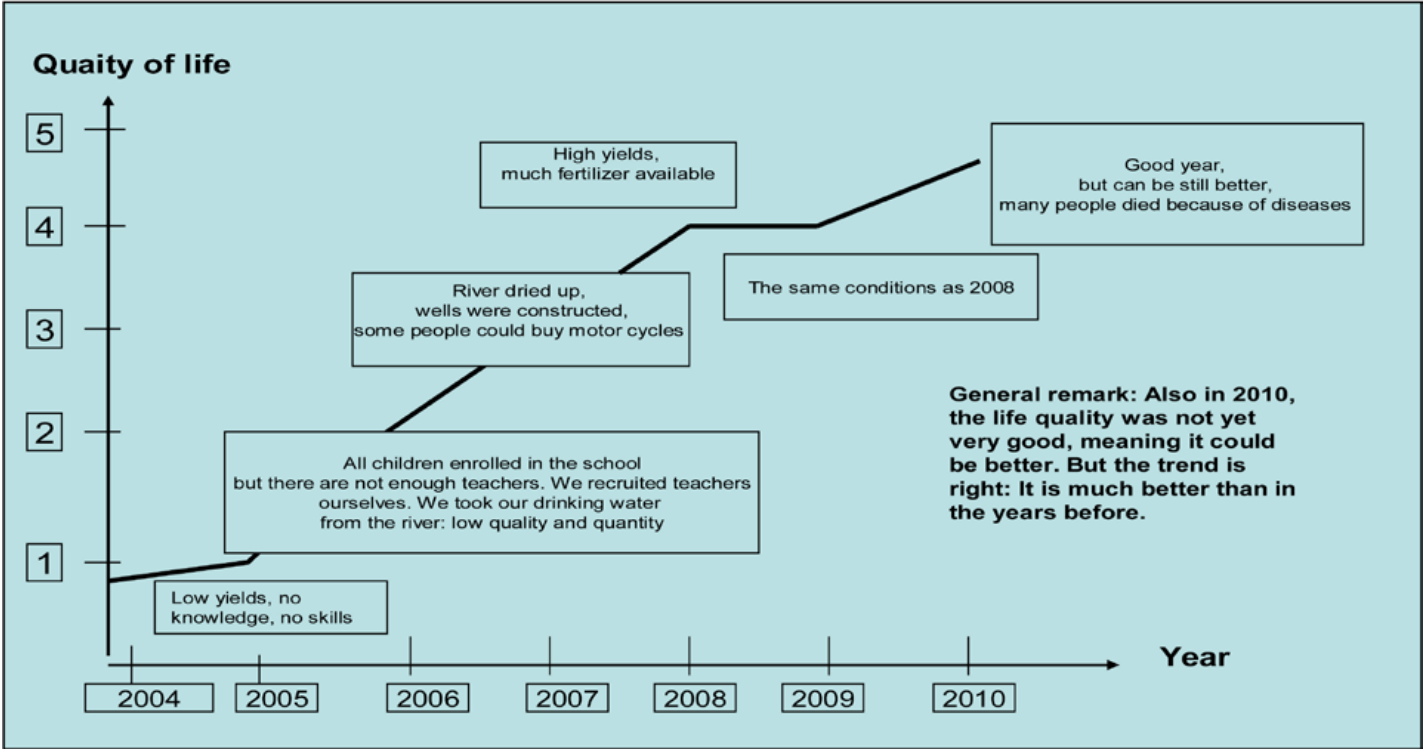 Quaity of life
5
4
3
2
1
High yields,
much fertilizer available
Good year,
but can be still better,
many people died because of diseases
The same conditions as 2008
River dried up,
wells were constructed,
some people could buy motor cycles
General remark: Also in 2010,
the life quality was not yet
very good, meaning it could
be better. But the trend is
right: It is much better than in
the years before.
All children enrolled in the school
but there are not enough teachers. We recruited teachers
ourselves. We took our drinking water
from the river: low quality and quantity
Low yields, no
knowledge, no skills
Year
2004
2005
2006
2007
2008
2009
2010